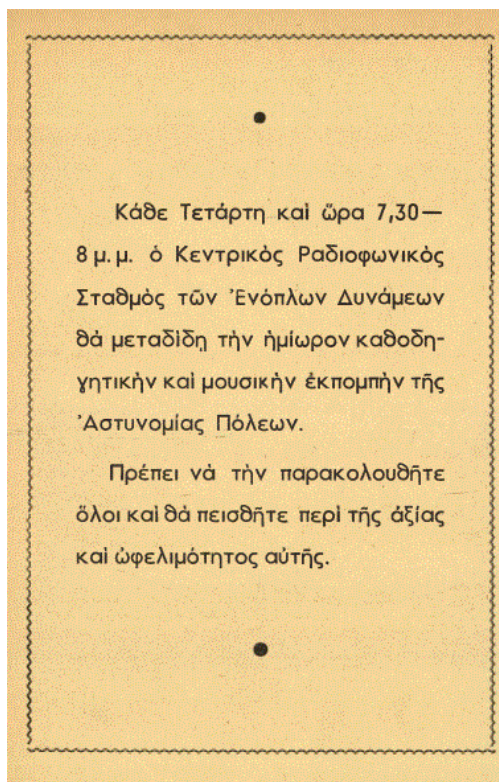 Κάθε Τετάρτη καὶ ὥρα 7,30—
8 μ.μ. ὁ Κεντρικὸς Ραδιοφωνικὸς
Σταθμὸς τῶν Ἐνόπλων Δυνάμεων
θὰ μεταδίδῃ τὴν ἡμίωρον καθοδη-
γητικὴν καὶ μουσικὴν ἐκπομπὴν τῆς
Ἀστυνομίας Πόλεων.
Πρέπει νὰ τὴν παρακολουθῆτε
ὅλοι καὶ θὰ πεισθῆτε περὶ τῆς ἀξίας
καὶ ὠφελιμότητος αὐτῆς.